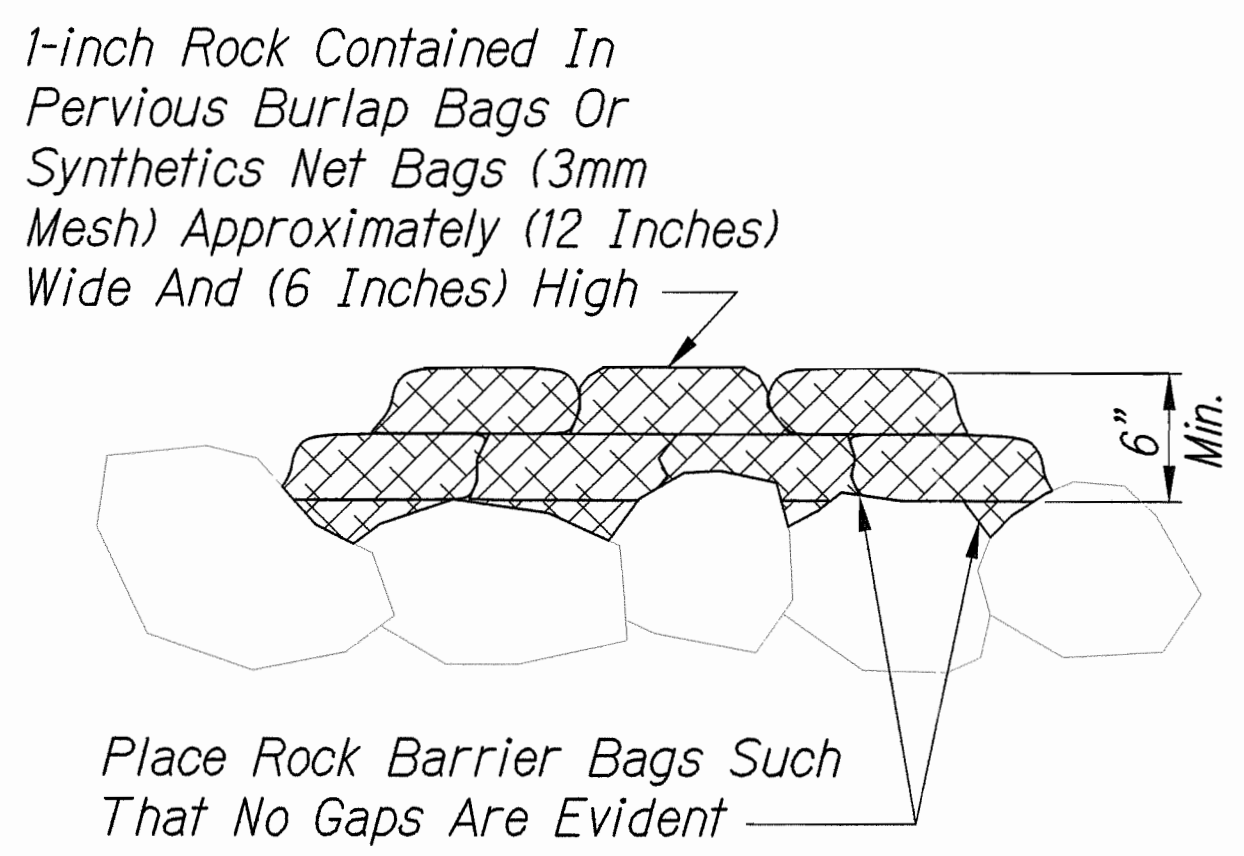 1-inch Rock Contained In
Pervious Burlap Bags Or
Synthetics Net Bags (3mm
Mesh) Approximately (12 Inches)
Wide And (6 Inches) High
6"
Min.
Place Rock Barrier Bags Such
That No Gaps Are Evident